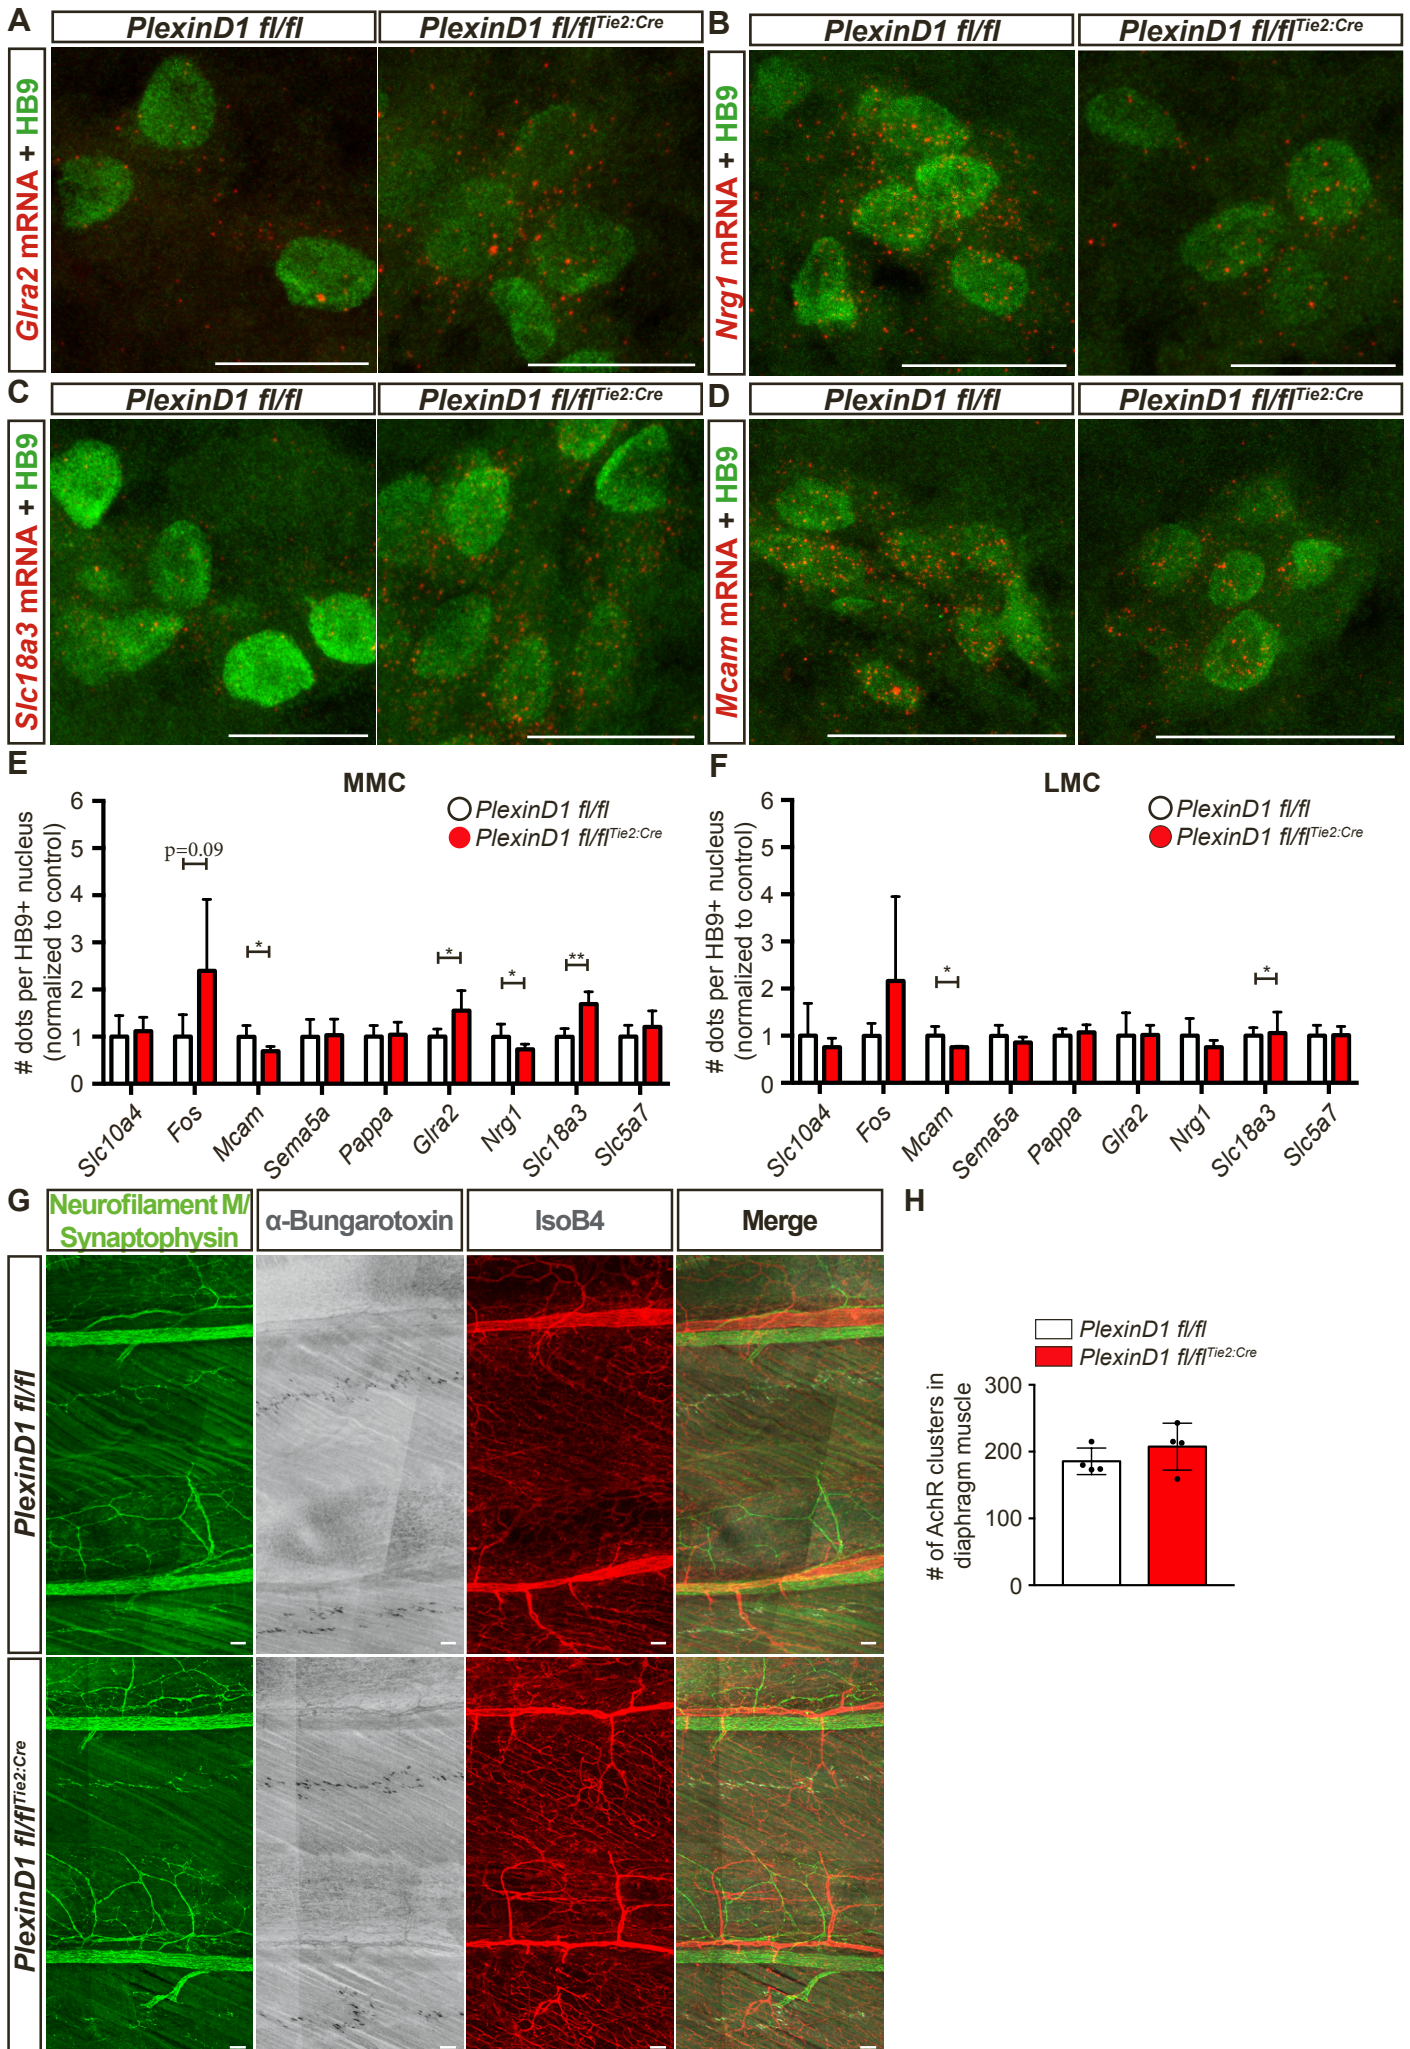 A
PlexinD1 fl/fl
PlexinD1 fl/flTie2:Cre
Glra2 mRNA + HB9
B
PlexinD1 fl/fl
PlexinD1 fl/flTie2:Cre
Nrg1 mRNA + HB9
C
PlexinD1 fl/fl
PlexinD1 fl/flTie2:Cre
Slc18a3 mRNA + HB9
D
PlexinD1 fl/fl
PlexinD1 fl/flTie2:Cre
Mcam mRNA + HB9
E
MMC
PlexinD1 fl/fl
PlexinD1 fl/flTie2:Cre
# dots per HB9+ nucleus
(normalized to control)
6
5
4
3
2
1
0
p=0.09
*
*
*
**
Slc10a4
Fos
Mcam
Sema5a
Pappa
Glra2
Nrg1
Slc18a3
Slc5a7
F
LMC
PlexinD1 fl/fl
PlexinD1 fl/flTie2:Cre
# dots per HB9+ nucleus
(normalized to control)
6
5
4
3
2
1
0
*
*
Slc10a4
Fos
Mcam
Sema5a
Pappa
Glra2
Nrg1
Slc18a3
Slc5a7
G
Neurofilament M/
Synaptophysin
α-Bungarotoxin
IsoB4
Merge
PlexinD1 fl/fl
PlexinD1 fl/flTie2:Cre
H
PlexinD1 fl/fl
PlexinD1 fl/flTie2:Cre
# of AchR clusters in
diaphragm muscle
300
200
100
0